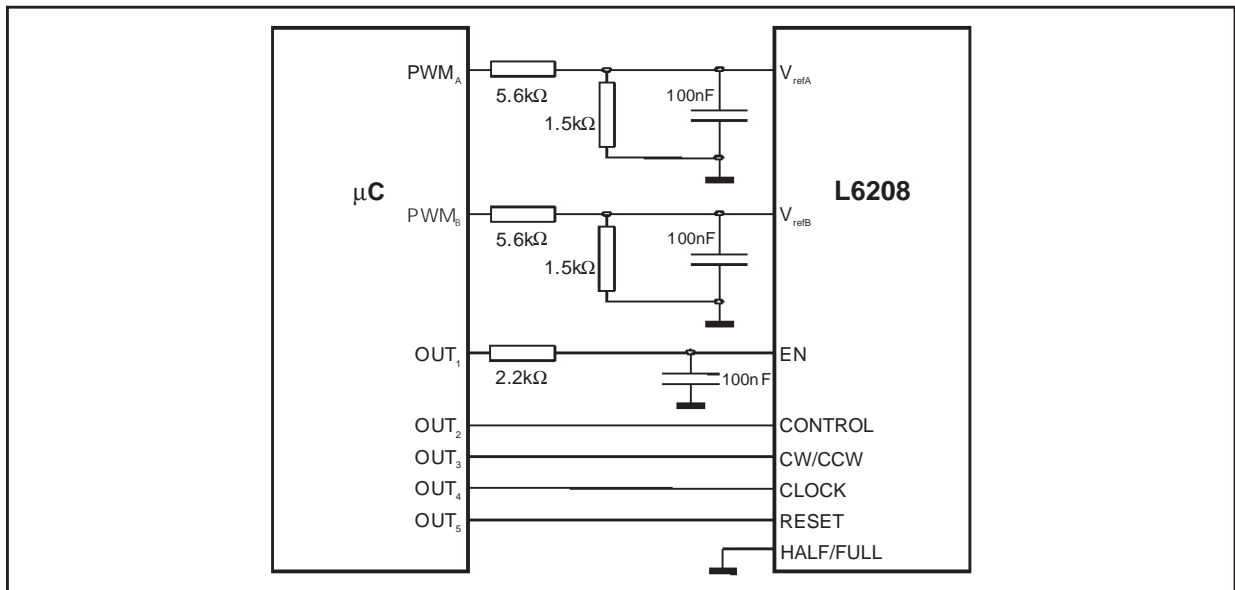 PWMA
5.6kΩ
1.5kΩ
100nF
VrefA
µC
L6208
PWMB
5.6kΩ
1.5kΩ
100nF
VrefB
OUT1
2.2kΩ
100nF
EN
OUT2
CONTROL
OUT3
CW/CCW
OUT4
CLOCK
OUT5
RESET
HALF/FULL